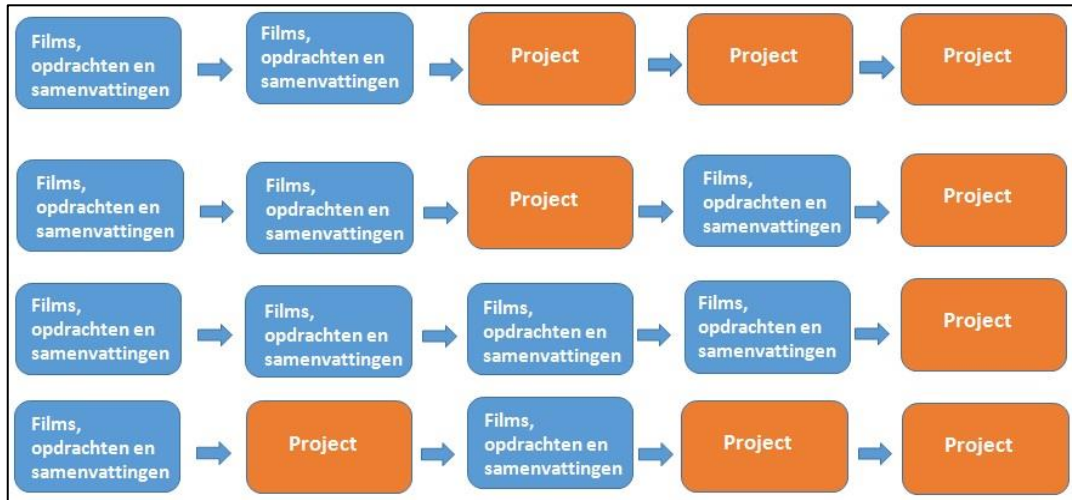 Films,
opdrachten en
samenvattingen
Films,
opdrachten en
samenvattingen
Project
Project
Project
Films,
opdrachten en
samenvattingen
Films,
opdrachten en
samenvattingen
Project
Films,
opdrachten en
samenvattingen
Project
Films,
opdrachten en
samenvattingen
Films,
opdrachten en
samenvattingen
Films,
opdrachten en
samenvattingen
Films,
opdrachten en
samenvattingen
Project
Films,
opdrachten en
samenvattingen
Project
Films,
opdrachten en
samenvattingen
Project
Project